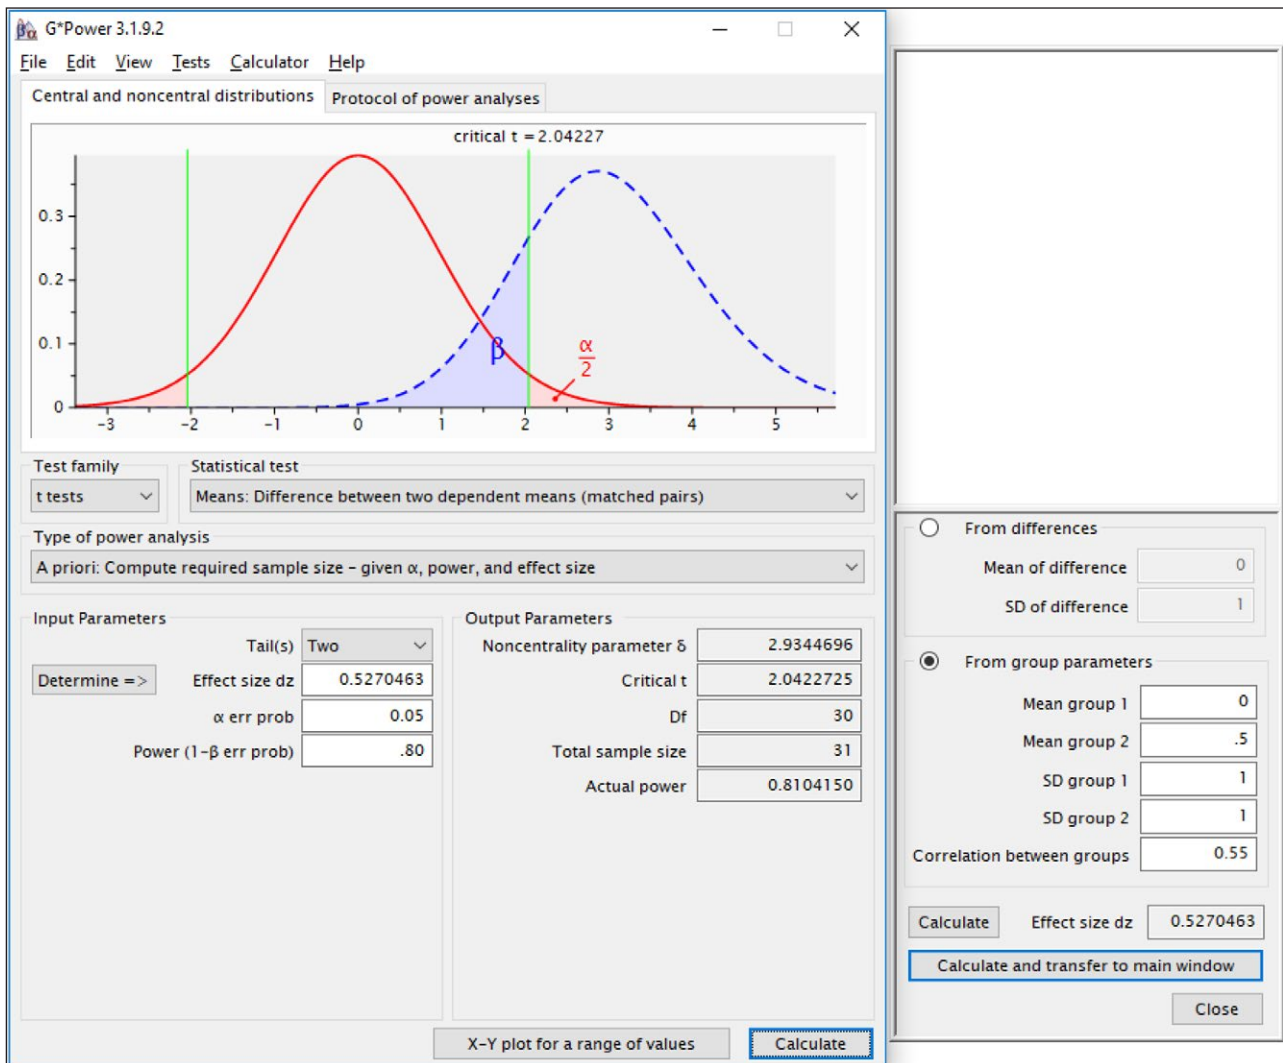 G*Power 3.1.9.2
File Edit View Tests Calculator Help
Central and noncentral distributions Protocol of power analyses
critical t = 2.04227
0.3
0.2
0.1
0
β
α
2
-3 -2 -1 0 1 2 3 4 5
Test family Statistical test
t tests Means: Difference between two dependent means (matched pairs)
Type of power analysis
A priori: Compute required sample size – given α, power, and effect size
Input Parameters
Tail(s) Two
Determine => Effect size dz 0.5270463
α err prob 0.05
Power (1-β err prob) .80
Output Parameters
Noncentrality parameter δ 2.9344696
Critical t 2.0422725
Df 30
Total sample size 31
Actual power 0.8104150
X-Y plot for a range of values Calculate
From differences
Mean of difference 0
SD of difference 1
From group parameters
Mean group 1 0
Mean group 2 .5
SD group 1 1
SD group 2 1
Correlation between groups 0.55
Calculate Effect size dz 0.5270463
Calculate and transfer to main window
Close